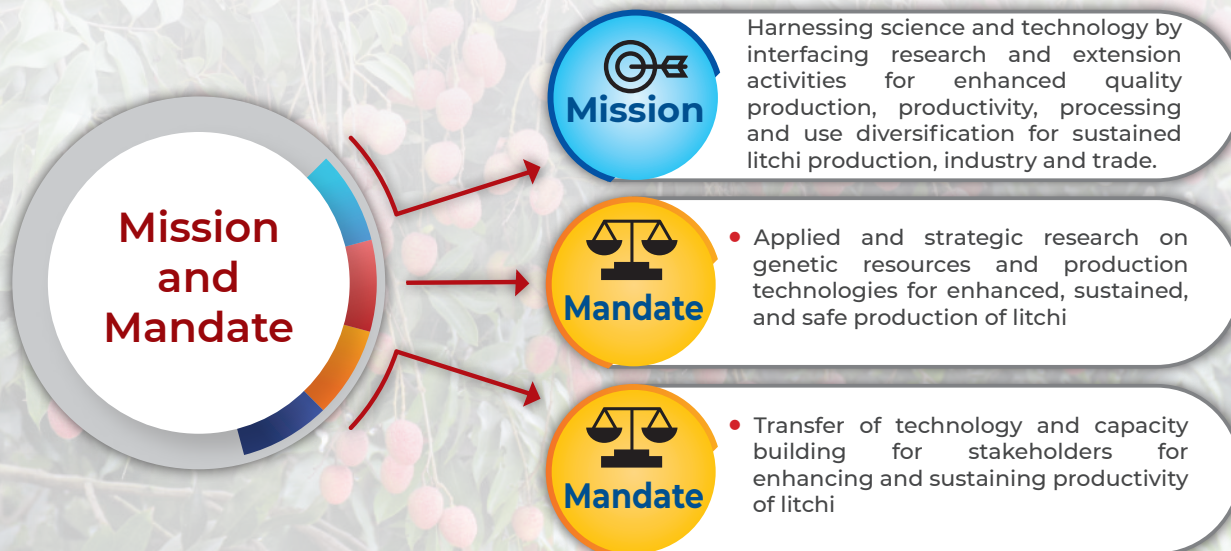 Mission
and
Mandate
Mission
Harnessing science and technology by
interfacing research and extension
activities for enhanced quality
production, productivity, processing
and use diversification for sustained
litchi production, industry and trade.
Mandate
• Applied and strategic research on
genetic resources and production
technologies for enhanced, sustained,
and safe production of litchi
Mandate
• Transfer of technology and capacity
building for stakeholders for
enhancing and sustaining productivity
of litchi